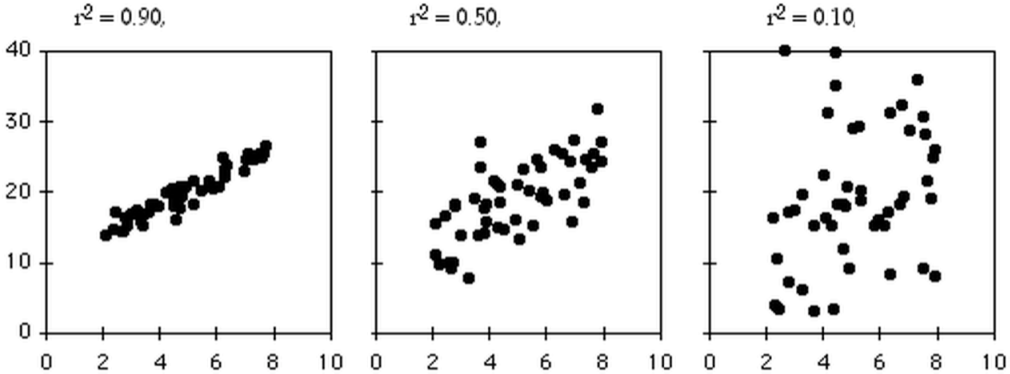 r² = 0.90,
r² = 0.50,
r² = 0.10,
40
30
20
10
0
0 2 4 6 8 10
0 2 4 6 8 10
0 2 4 6 8 10